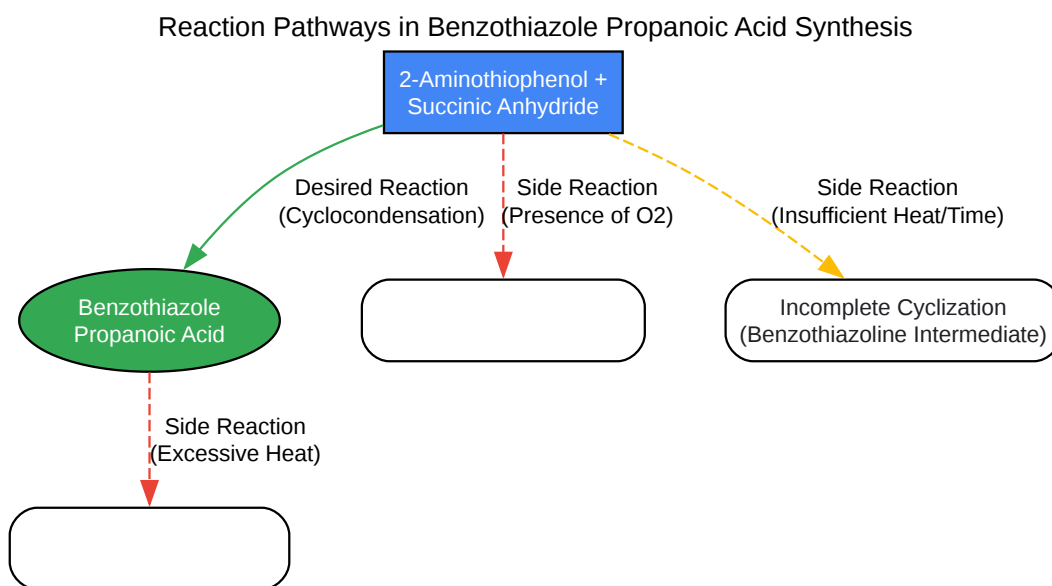 Reaction Pathways in Benzothiazole Propanoic Acid Synthesis
2-Aminothiophenol +
Succinic Anhydride
Desired Reaction
(Cyclocondensation)
Side Reaction
(Presence of O2)
Side Reaction
(Insufficient Heat/Time)
Benzothiazole
Propanoic Acid
Incomplete Cyclization
(Benzothiazoline Intermediate)
Side Reaction
(Excessive Heat)